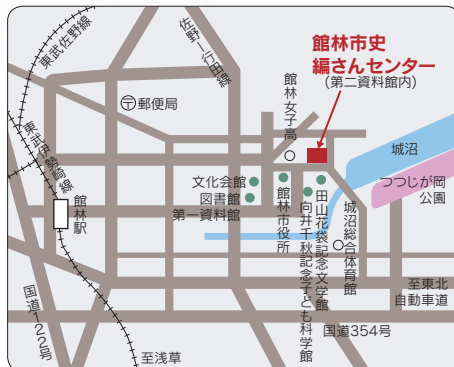 東武佐野線
佐野ー行田線
館林市史
編さんセンター
(第二資料館内)
〒郵便局
館林女子高
東武伊勢崎線
城沼
つつじが岡
公園
文化会館
図書館
第一資料館
館林駅
館林市役所
向井千秋記念子ども科学館
田山花袋記念文学館
城沼総合体育館
至東北
自動車道
国道122号
国道354号
至浅草